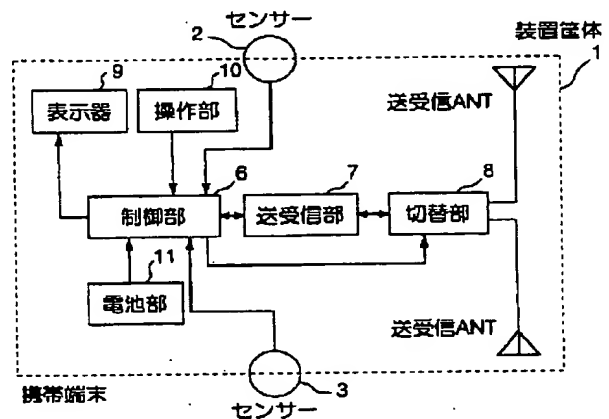 センサー
2
装置筐体
1
9
10
表示器
操作部
送受信ANT
6
7
8
制御部
送受信部
切替部
11
電池部
送受信ANT
携帯端末
3
センサー